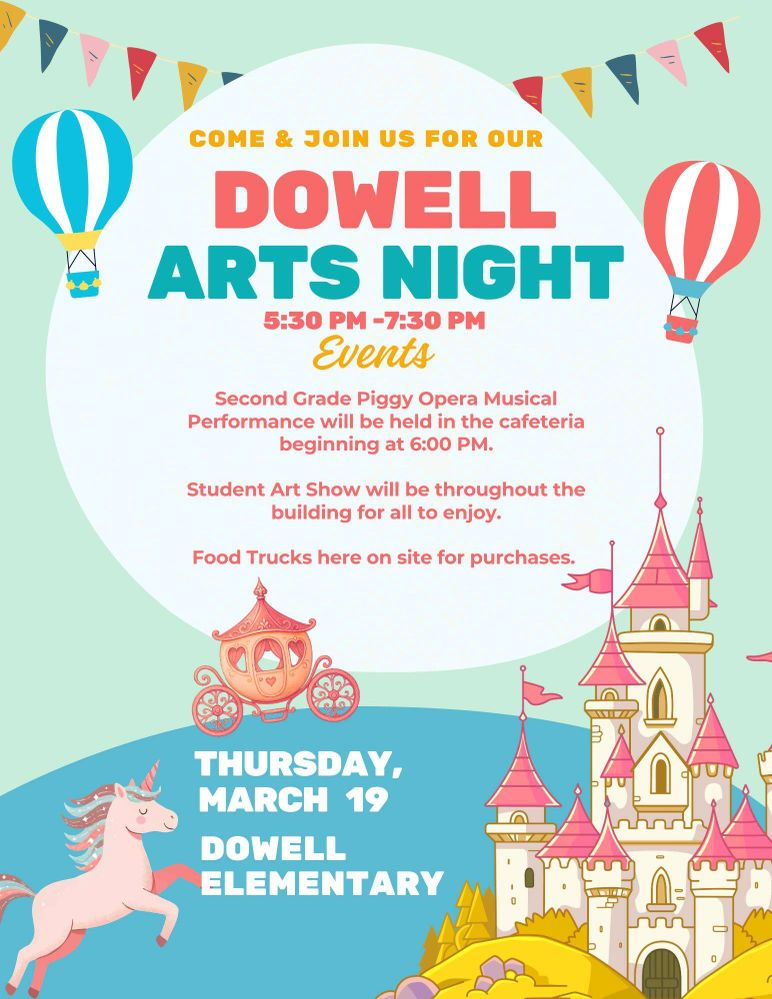 COME & JOIN US FOR OUR
DOWELL
ARTS NIGHT
5:30 PM -7:30 PM
Events
Second Grade Piggy Opera Musical
Performance will be held in the cafeteria
beginning at 6:00 PM.
Student Art Show will be throughout the
building for all to enjoy.
Food Trucks here on site for purchases.
THURSDAY,
MARCH 19
DOWELL
ELEMENTARY